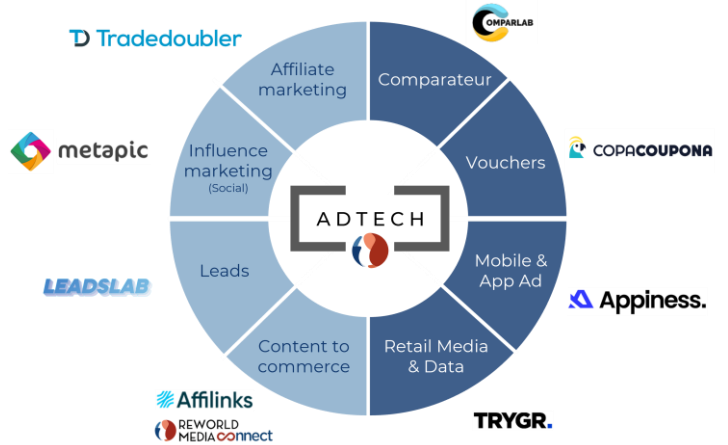 Tradedoubler
COMPARLAB
Affiliate
marketing
Comparateur
metapic
Influence
marketing
(Social)
Vouchers
COPACOUPONA
ADTECH
LEADSLAB
Leads
Mobile &
App Ad
Appiness.
Content to
commerce
Retail Media
& Data
Affilinks
REWORLD
MEDIA connect
TRYGR.